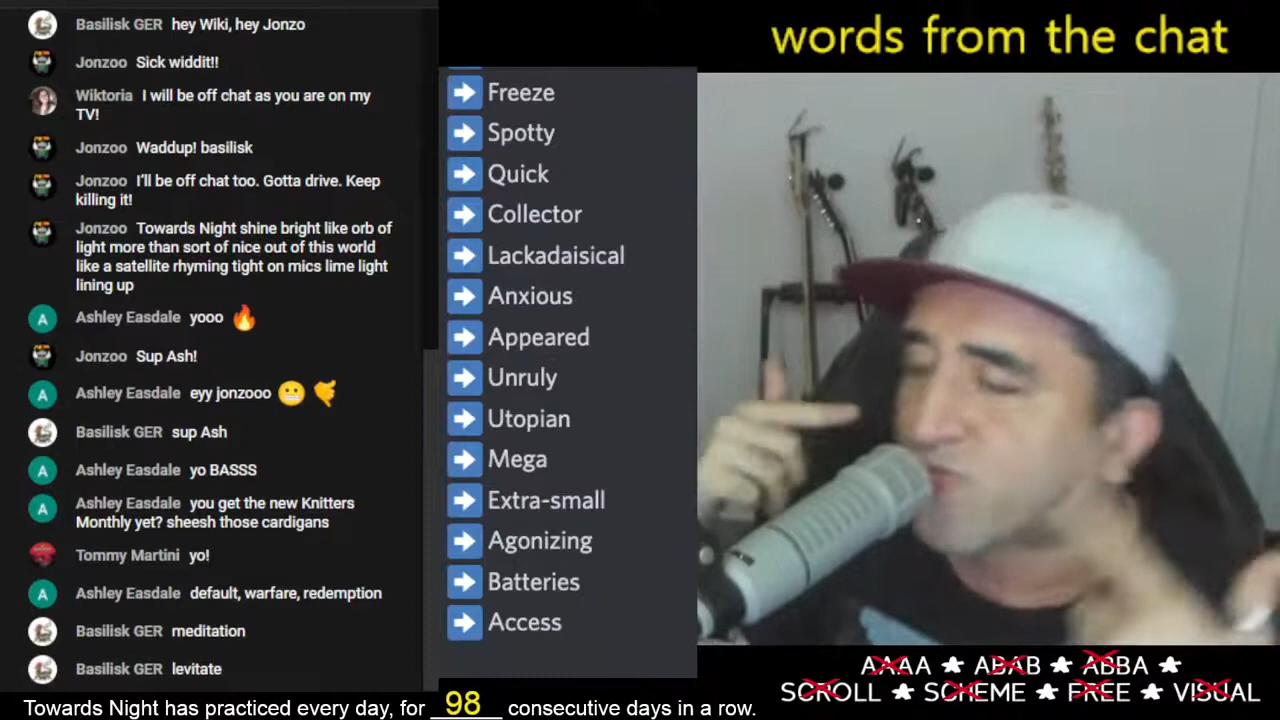 words from the chat
Basilisk GER hey Wiki, hey Jonzo
Jonzoo Sick widdit!!
Wiktoria I will be off chat as you are on my
TV!
Jonzoo Waddup! basilisk
Jonzoo I'll be off chat too. Gotta drive. Keep
killing it!
Jonzoo Towards Night shine bright like orb of
light more than sort of nice out of this world
like a satellite rhyming tight on mics lime light
lining up
A Ashley Easdale yooo 🔥
Jonzoo Sup Ash!
A Ashley Easdale eyy jonzooo 😬 🤙
Basilisk GER sup Ash
A Ashley Easdale yo BASSS
A Ashley Easdale you get the new Knitters
Monthly yet? sheesh those cardigans
Tommy Martini yo!
A Ashley Easdale default, warfare, redemption
Basilisk GER meditation
Basilisk GER levitate
Freeze
Spotty
Quick
Collector
Lackadaisical
Anxious
Appeared
Unruly
Utopian
Mega
Extra-small
Agonizing
Batteries
Access
AAAA ★ ABAB ★ ABBA ★
SCROLL ★ SCHEME ★ FREE ★ VISUAL
Towards Night has practiced every day, for 98 consecutive days in a row.